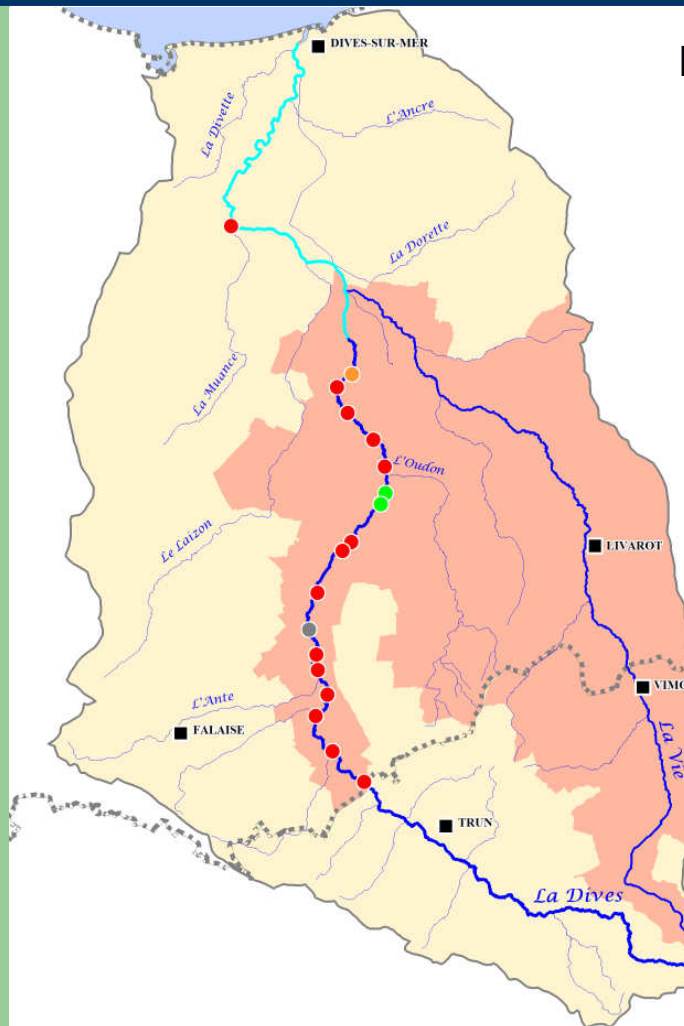 DIVES-SUR-MER
La Divette
L'Ancre
La Dorette
La Muance
L'Oudon
Le Laizon
LIVAROT
VIMO
L'Ante
FALAISE
La Vie
TRUN
La Dives